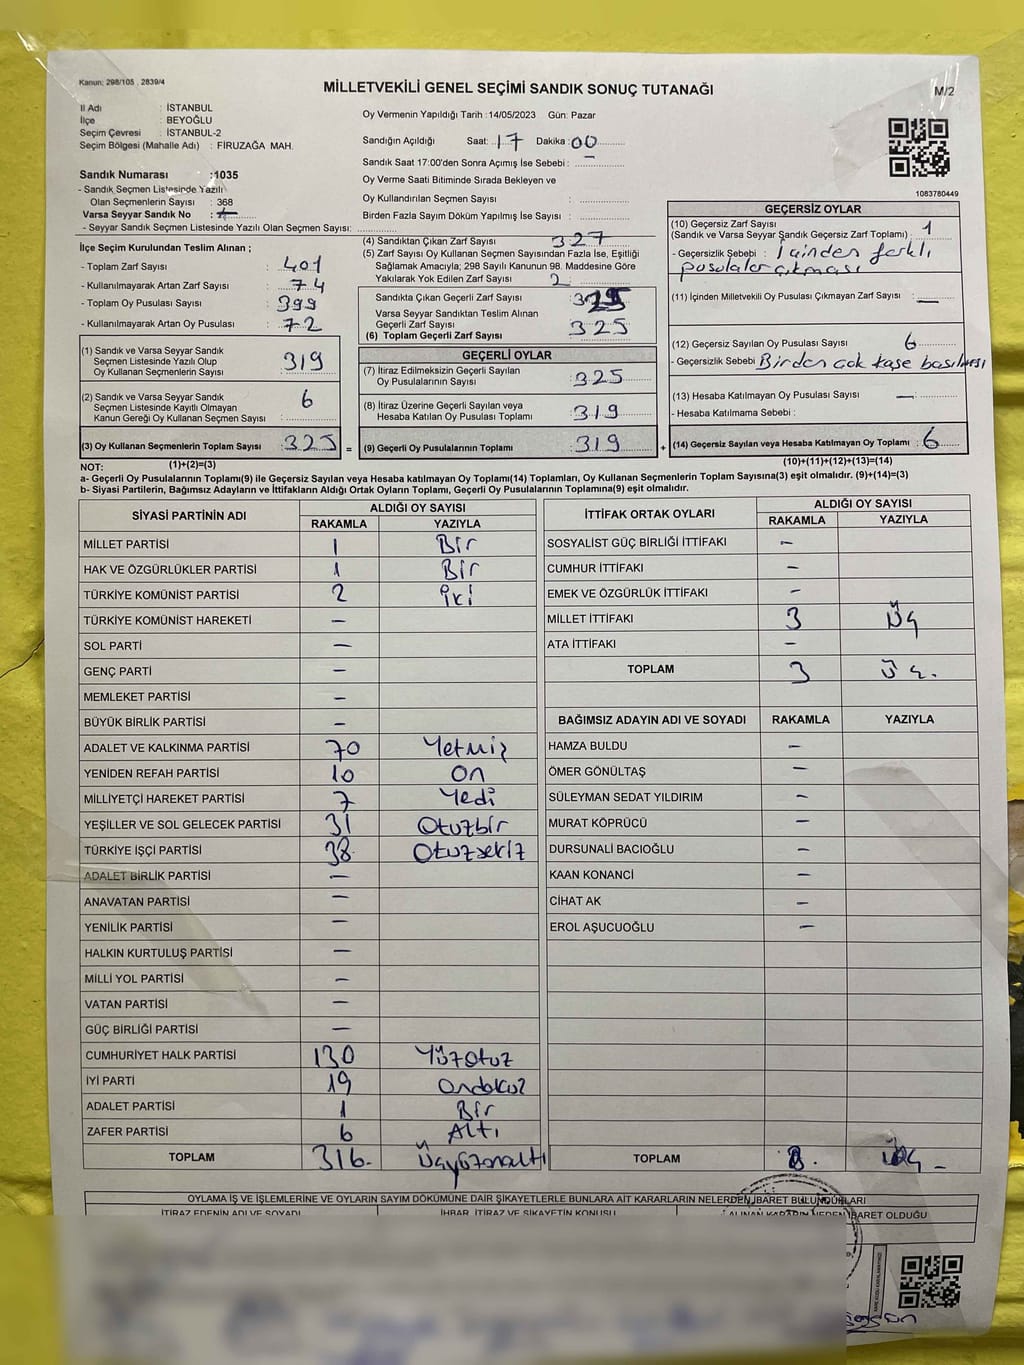 Kanun: 298/105 , 2839/4
MİLLETVEKİLİ GENEL SEÇİMİ SANDIK SONUÇ TUTANAĞI
M/2
İl Adı : İSTANBUL
İlçe : BEYOĞLU
Seçim Çevresi : İSTANBUL-2
Seçim Bölgesi (Mahalle Adı) : FİRUZAĞA MAH.
Sandık Numarası :1035
- Sandık Seçmen Listesinde Yazılı
Olan Seçmenlerin Sayısı : 368
Varsa Seyyar Sandık No :
- Seyyar Sandık Seçmen Listesinde Yazılı Olan Seçmen Sayısı:
Oy Vermenin Yapıldığı Tarih :14/05/2023 Gün: Pazar
Sandığın Açıldığı Saat: 17 Dakika : 00
Sandık Saat 17:00'den Sonra Açımış İse Sebebi : –
Oy Verme Saati Bitiminde Sırada Bekleyen ve
Oy Kullandırılan Seçmen Sayısı :
Birden Fazla Sayım Döküm Yapılmış İse Sayısı :
1083780449
İlçe Seçim Kurulundan Teslim Alınan ;
- Toplam Zarf Sayısı : 401
- Kullanılmayarak Artan Zarf Sayısı : 74
- Toplam Oy Pusulası Sayısı : 399
- Kullanılmayarak Artan Oy Pusulası : 72
(1) Sandık ve Varsa Seyyar Sandık
Seçmen Listesinde Yazılı Olup
Oy Kullanan Seçmenlerin Sayısı : 319
(2) Sandık ve Varsa Seyyar Sandık
Seçmen Listesinde Kayıtlı Olmayan
Kanun Gereği Oy Kullanan Seçmen Sayısı : 6
(3) Oy Kullanan Seçmenlerin Toplam Sayısı : 325 =
(4) Sandıktan Çıkan Zarf Sayısı : 327
(5) Zarf Sayısı Oy Kullanan Seçmen Sayısından Fazla İse, Eşitliği
Sağlamak Amacıyla; 298 Sayılı Kanunun 98. Maddesine Göre
Yakılarak Yok Edilen Zarf Sayısı : 2
Sandıkta Çıkan Geçerli Zarf Sayısı : 325
Varsa Seyyar Sandıktan Teslim Alınan
Geçerli Zarf Sayısı :
(6) Toplam Geçerli Zarf Sayısı : 325
GEÇERLİ OYLAR
(7) İtiraz Edilmeksizin Geçerli Sayılan
Oy Pusulalarının Sayısı : 325
(8) İtiraz Üzerine Geçerli Sayılan veya
Hesaba Katılan Oy Pusulası Toplamı : 319
(9) Geçerli Oy Pusulalarının Toplamı : 319 +
GEÇERSİZ OYLAR
(10) Geçersiz Zarf Sayısı
(Sandık ve Varsa Seyyar Sandık Geçersiz Zarf Toplamı) : 1
- Geçersizlik Sebebi : İçinden farklı
pusulalar çıkması
(11) İçinden Milletvekili Oy Pusulası Çıkmayan Zarf Sayısı : –
(12) Geçersiz Sayılan Oy Pusulası Sayısı : 6
- Geçersizlik Sebebi : Birden çok kaşe basılması
(13) Hesaba Katılmayan Oy Pusulası Sayısı : –
- Hesaba Katılmama Sebebi :
(14) Geçersiz Sayılan veya Hesaba Katılmayan Oy Toplamı : 6
NOT: (1)+(2)=(3)
(10)+(11)+(12)+(13)=(14)
a- Geçerli Oy Pusulalarının Toplamı(9) ile Geçersiz Sayılan veya Hesaba Katılmayan Oy Toplamı(14) Toplamları, Oy Kullanan Seçmenlerin Toplam Sayısına(3) eşit olmalıdır. (9)+(14)=(3)
b- Siyasi Partilerin, Bağımsız Adayların ve İttifakların Aldığı Ortak Oyların Toplamı, Geçerli Oy Pusulalarının Toplamına(9) eşit olmalıdır.
SİYASİ PARTİNİN ADI ALDIĞI OY SAYISI
RAKAMLA YAZIYLA
MİLLET PARTİSİ 1 Bir
HAK VE ÖZGÜRLÜKLER PARTİSİ 1 Bir
TÜRKİYE KOMÜNİST PARTİSİ 2 iki
TÜRKİYE KOMÜNİST HAREKETİ –
SOL PARTİ –
GENÇ PARTİ –
MEMLEKET PARTİSİ –
BÜYÜK BİRLİK PARTİSİ –
ADALET VE KALKINMA PARTİSİ 70 Yetmiş
YENİDEN REFAH PARTİSİ 10 On
MİLLİYETÇİ HAREKET PARTİSİ 7 Yedi
YEŞİLLER VE SOL GELECEK PARTİSİ 31 Otuzbir
TÜRKİYE İŞÇİ PARTİSİ 38 Otuzsekiz
ADALET BİRLİK PARTİSİ –
ANAVATAN PARTİSİ –
YENİLİK PARTİSİ –
HALKIN KURTULUŞ PARTİSİ –
MİLLİ YOL PARTİSİ –
VATAN PARTİSİ –
GÜÇ BİRLİĞİ PARTİSİ –
CUMHURİYET HALK PARTİSİ 130 Yüzotuz
İYİ PARTİ 19 Ondokuz
ADALET PARTİSİ 1 Bir
ZAFER PARTİSİ 6 Altı
TOPLAM 316 Üçyüzonaltı
İTTİFAK ORTAK OYLARI ALDIĞI OY SAYISI
RAKAMLA YAZIYLA
SOSYALİST GÜÇ BİRLİĞİ İTTİFAKI –
CUMHUR İTTİFAKI –
EMEK VE ÖZGÜRLÜK İTTİFAKI –
MİLLET İTTİFAKI 3 Üç
ATA İTTİFAKI –
TOPLAM 3 Üç.
BAĞIMSIZ ADAYIN ADI VE SOYADI RAKAMLA YAZIYLA
HAMZA BULDU –
ÖMER GÖNÜLTAŞ –
SÜLEYMAN SEDAT YILDIRIM –
MURAT KÖPRÜCÜ –
DURSUNALİ BACIOĞLU –
KAAN KONANCİ –
CİHAT AK –
EROL AŞUCUOĞLU –
TOPLAM
OYLAMA İŞ VE İŞLEMLERİNE VE OYLARIN SAYIM DÖKÜMÜNE DAİR ŞİKAYETLERLE BUNLARA AİT KARARLARIN NELERDEN İBARET BULUNDUKLARI
İTİRAZ EDENİN ADI VE SOYADI İHBAR, İTİRAZ VE ŞİKAYETİN KONUSU ALINAN KARARIN NEDEN İBARET OLDUĞU